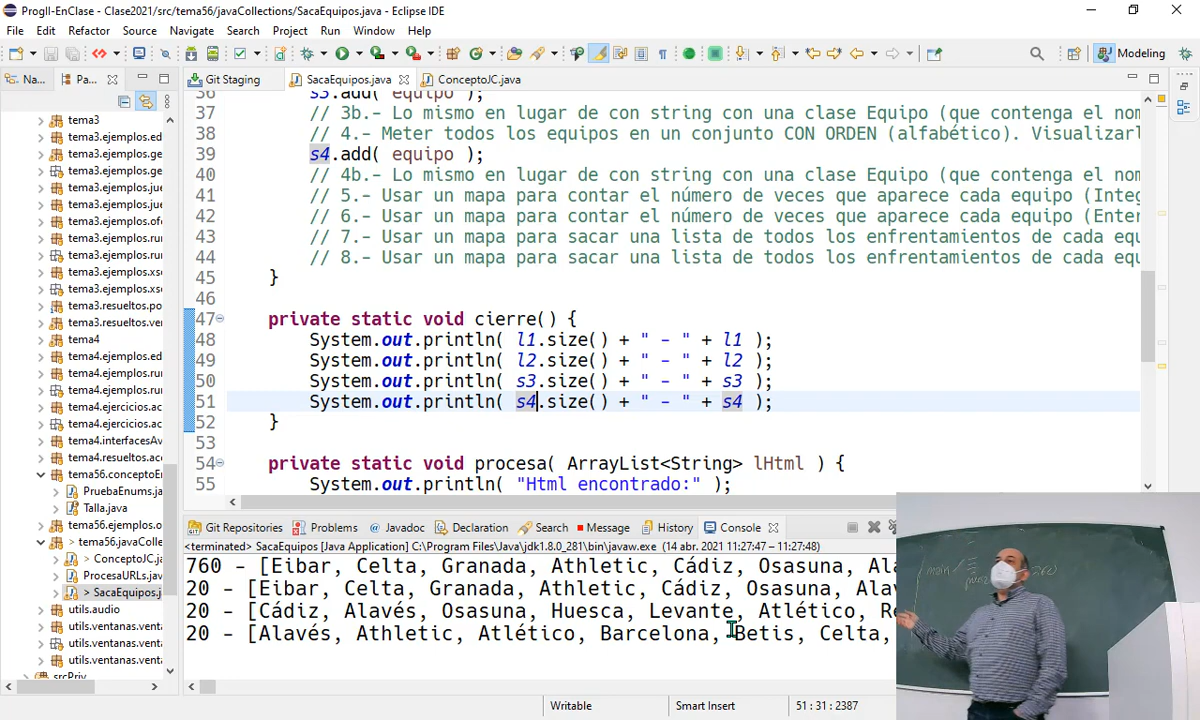 ProgII-EnClase - Clase2021/src/tema56/javaCollections/SacaEquipos.java - Eclipse IDE
File Edit Refactor Source Navigate Search Project Run Window Help
Modeling
Na... Pa... Git Staging SacaEquipos.java ConceptoJC.java
tema3
tema3.ejemplos.ed
tema3.ejemplos.ge
tema3.ejemplos.ge
tema3.ejemplos.jue
tema3.ejemplos.jue
tema3.ejemplos.ofo
tema3.ejemplos.rur
tema3.ejemplos.rur
tema3.ejemplos.xse
tema3.ejemplos.xse
tema3.resueltos.po
tema3.resueltos.ve
tema4
tema4.ejemplos.ed
tema4.ejemplos.rur
tema4.ejemplos.rur
tema4.ejercicios.ac
tema4.ejercicios.ac
tema4.interfacesAv
tema4.resueltos.ac
tema56.conceptoEr
PruebaEnums.ja
Talla.java
tema56.ejemplos.o
> tema56.javaColle
> ConceptoJC.jav
ProcesaURLs.jav
> SacaEquipos.j
utils.audio
utils.ventanas.vent
utils.ventanas.vent
utils.ventanas.vent
srcPriv
36 s3.add( equipo );
37 // 3b.- Lo mismo en lugar de con string con una clase Equipo (que contenga el nom
38 // 4.- Meter todos los equipos en un conjunto CON ORDEN (alfabético). Visualizarl
39 s4.add( equipo );
40 // 4b.- Lo mismo en lugar de con string con una clase Equipo (que contenga el nom
41 // 5.- Usar un mapa para contar el número de veces que aparece cada equipo (Integ
42 // 6.- Usar un mapa para contar el número de veces que aparece cada equipo (Enter
43 // 7.- Usar un mapa para sacar una lista de todos los enfrentamientos de cada equ
44 // 8.- Usar un mapa para sacar una lista de todos los enfrentamientos de cada equ
45 }
46
47 private static void cierre() {
48 System.out.println( l1.size() + " - " + l1 );
49 System.out.println( l2.size() + " - " + l2 );
50 System.out.println( s3.size() + " - " + s3 );
51 System.out.println( s4.size() + " - " + s4 );
52 }
53
54 private static void procesa( ArrayList<String> lHtml ) {
55 System.out.println( "Html encontrado:" );
Git Repositories Problems @ Javadoc Declaration Search Message History Console
<terminated> SacaEquipos [Java Application] C:\Program Files\Java\jdk1.8.0_281\bin\javaw.exe (14 abr. 2021 11:27:47 – 11:27:48)
760 - [Eibar, Celta, Granada, Athletic, Cádiz, Osasuna, Ala
20 - [Eibar, Celta, Granada, Athletic, Cádiz, Osasuna, Alav
20 - [Cádiz, Alavés, Osasuna, Huesca, Levante, Atlético, Re
20 - [Alavés, Athletic, Atlético, Barcelona, Betis, Celta,
Writable Smart Insert 51 : 31 : 2387